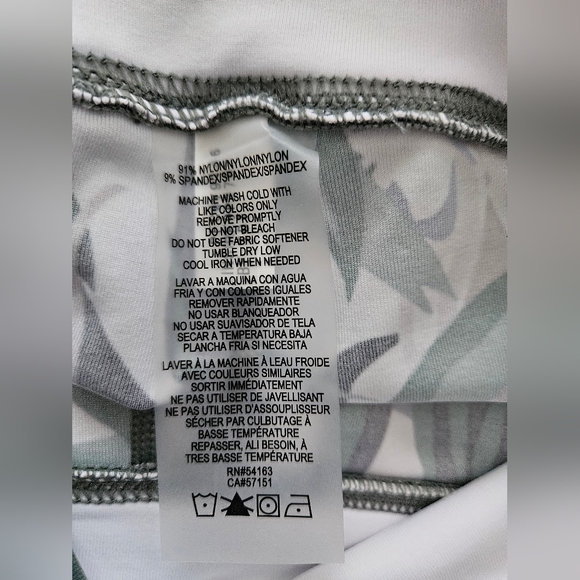 91% NYLON/NYLON/NYLON
9% SPANDEX/SPANDEX/SPANDEX
MACHINE WASH COLD WITH
LIKE COLORS ONLY
REMOVE PROMPTLY
DO NOT BLEACH
DO NOT USE FABRIC SOFTENER
TUMBLE DRY LOW
COOL IRON WHEN NEEDED
LAVAR A MAQUINA CON AGUA
FRIA Y CON COLORES IGUALES
REMOVER RAPIDAMENTE
NO USAR BLANQUEADOR
NO USAR SUAVISADOR DE TELA
SECAR A TEMPERATURA BAJA
PLANCHA FRIA SI NECESITA
LAVER À LA MACHINE À LEAU FROIDE
AVEC COULEURS SIMILAIRES
SORTIR IMMÉDIATEMENT
NE PAS UTILISER DE JAVELLISANT
NE PAS UTILISER D'ASSOUPLISSEUR
SÉCHER PAR CULBUTAGE À
BASSE TEMPÉRATURE
REPASSER, ALI BESOIN, À
TRES BASSE TEMPÉRATURE
RN#54163
CA#57151